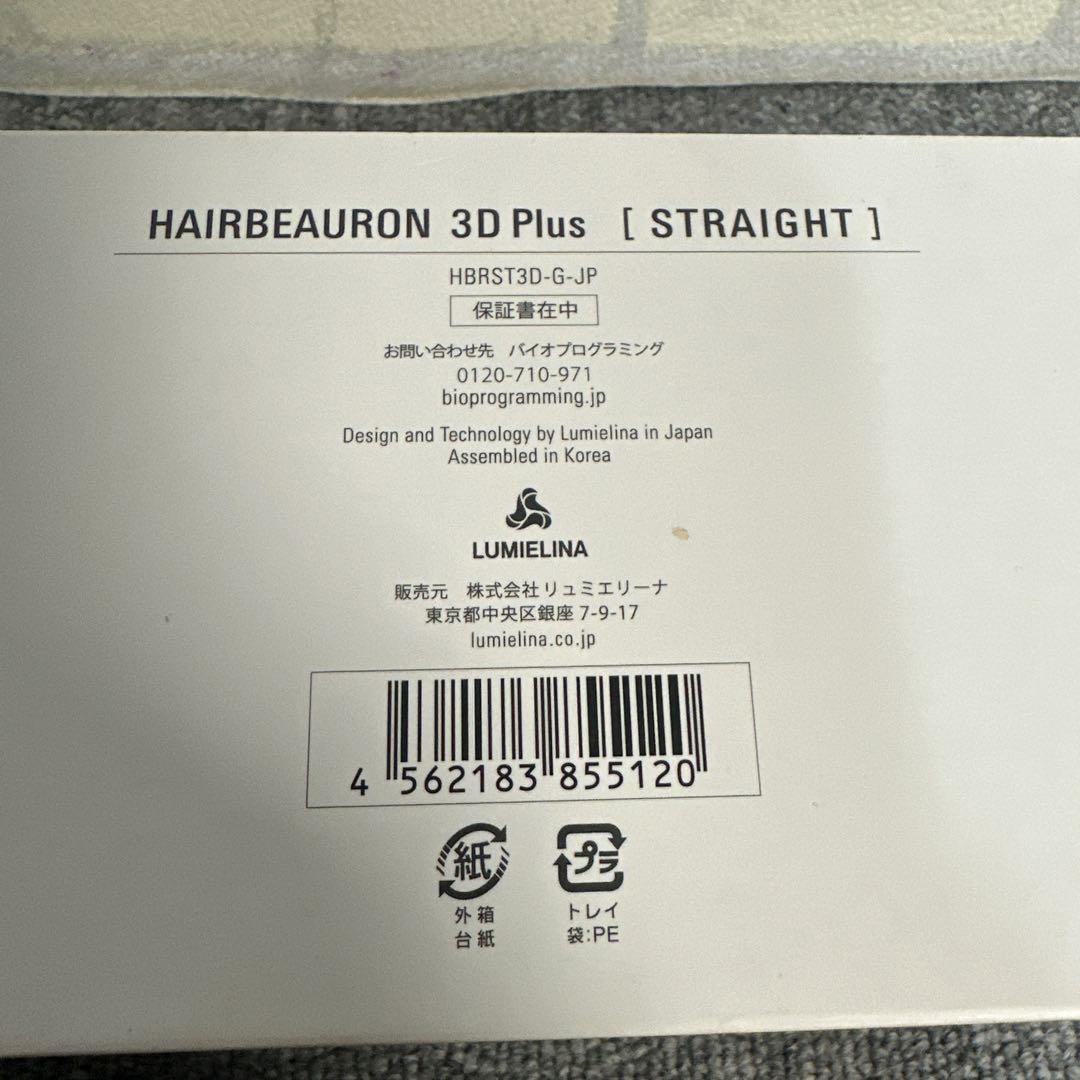 HAIRBEAURON 3D Plus [ STRAIGHT ]
HBRST3D-G-JP
保証書在中
お問い合わせ先 バイオプログラミング
0120-710-971
bioprogramming.jp
Design and Technology by Lumielina in Japan
Assembled in Korea
LUMIELINA
販売元 株式会社リュミエリーナ
東京都中央区銀座 7-9-17
lumielina.co.jp
4 562183 855120
紙 プラ
外箱 トレイ
台紙 袋:PE